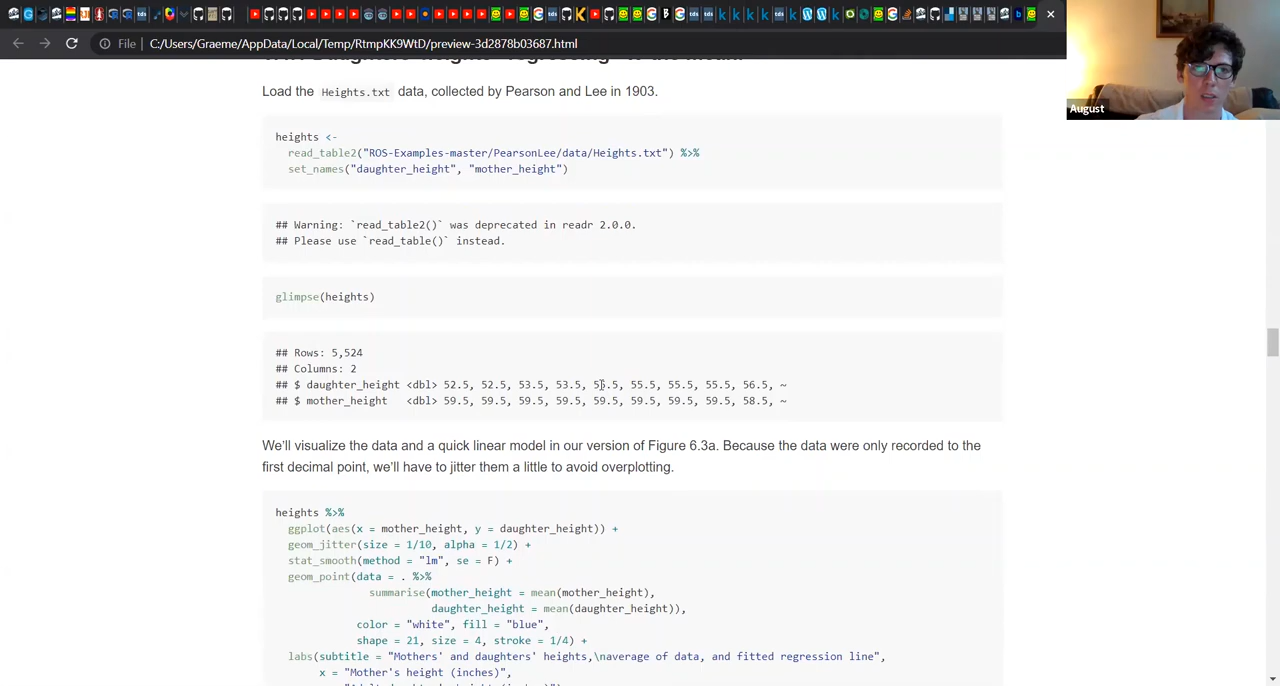 File C:/Users/Graeme/AppData/Local/Temp/RtmpKK9WtD/preview-3d2878b03687.html
August
Load the Heights.txt data, collected by Pearson and Lee in 1903.
heights <-
read_table2("ROS-Examples-master/PearsonLee/data/Heights.txt") %>%
set_names("daughter_height", "mother_height")
## Warning: `read_table2()` was deprecated in readr 2.0.0.
## Please use `read_table()` instead.
glimpse(heights)
## Rows: 5,524
## Columns: 2
## $ daughter_height <dbl> 52.5, 52.5, 53.5, 53.5, 55.5, 55.5, 55.5, 55.5, 56.5, ~
## $ mother_height <dbl> 59.5, 59.5, 59.5, 59.5, 59.5, 59.5, 59.5, 59.5, 58.5, ~
We'll visualize the data and a quick linear model in our version of Figure 6.3a. Because the data were only recorded to the
first decimal point, we'll have to jitter them a little to avoid overplotting.
heights %>%
ggplot(aes(x = mother_height, y = daughter_height)) +
geom_jitter(size = 1/10, alpha = 1/2) +
stat_smooth(method = "lm", se = F) +
geom_point(data = . %>%
summarise(mother_height = mean(mother_height),
daughter_height = mean(daughter_height)),
color = "white", fill = "blue",
shape = 21, size = 4, stroke = 1/4) +
labs(subtitle = "Mothers' and daughters' heights,\naverage of data, and fitted regression line",
x = "Mother's height (inches)",